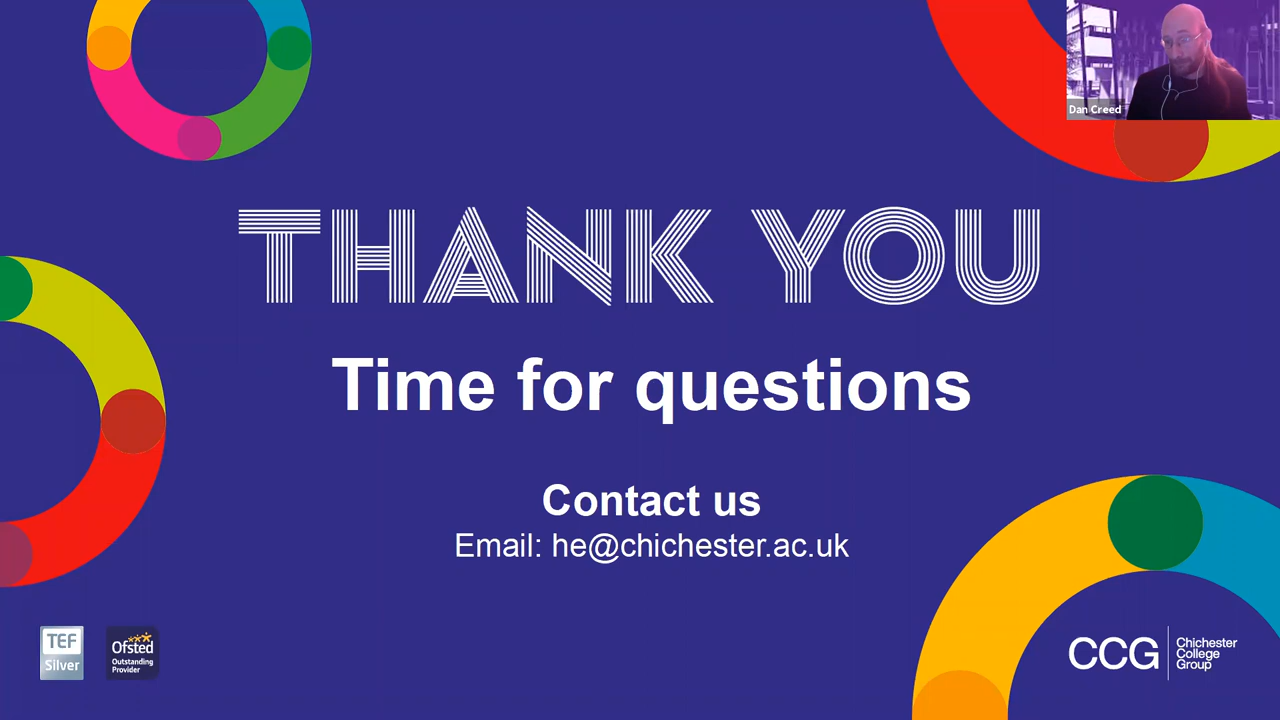 Dan Creed
THANK YOU
Time for questions
Contact us
Email: he@chichester.ac.uk
TEF
Silver
Ofsted
Outstanding
Provider
CCG
Chichester
College
Group